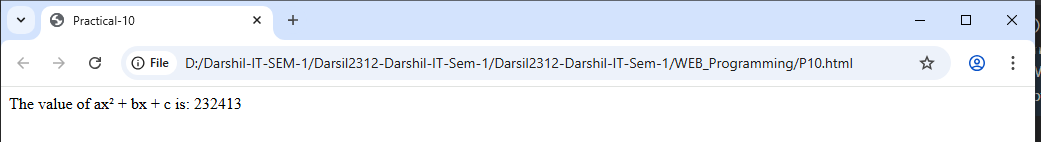 Practical-10
File D:/Darshil-IT-SEM-1/Darsil2312-Darshil-IT-Sem-1/Darsil2312-Darshil-IT-Sem-1/WEB_Programming/P10.html
The value of ax² + bx + c is: 232413